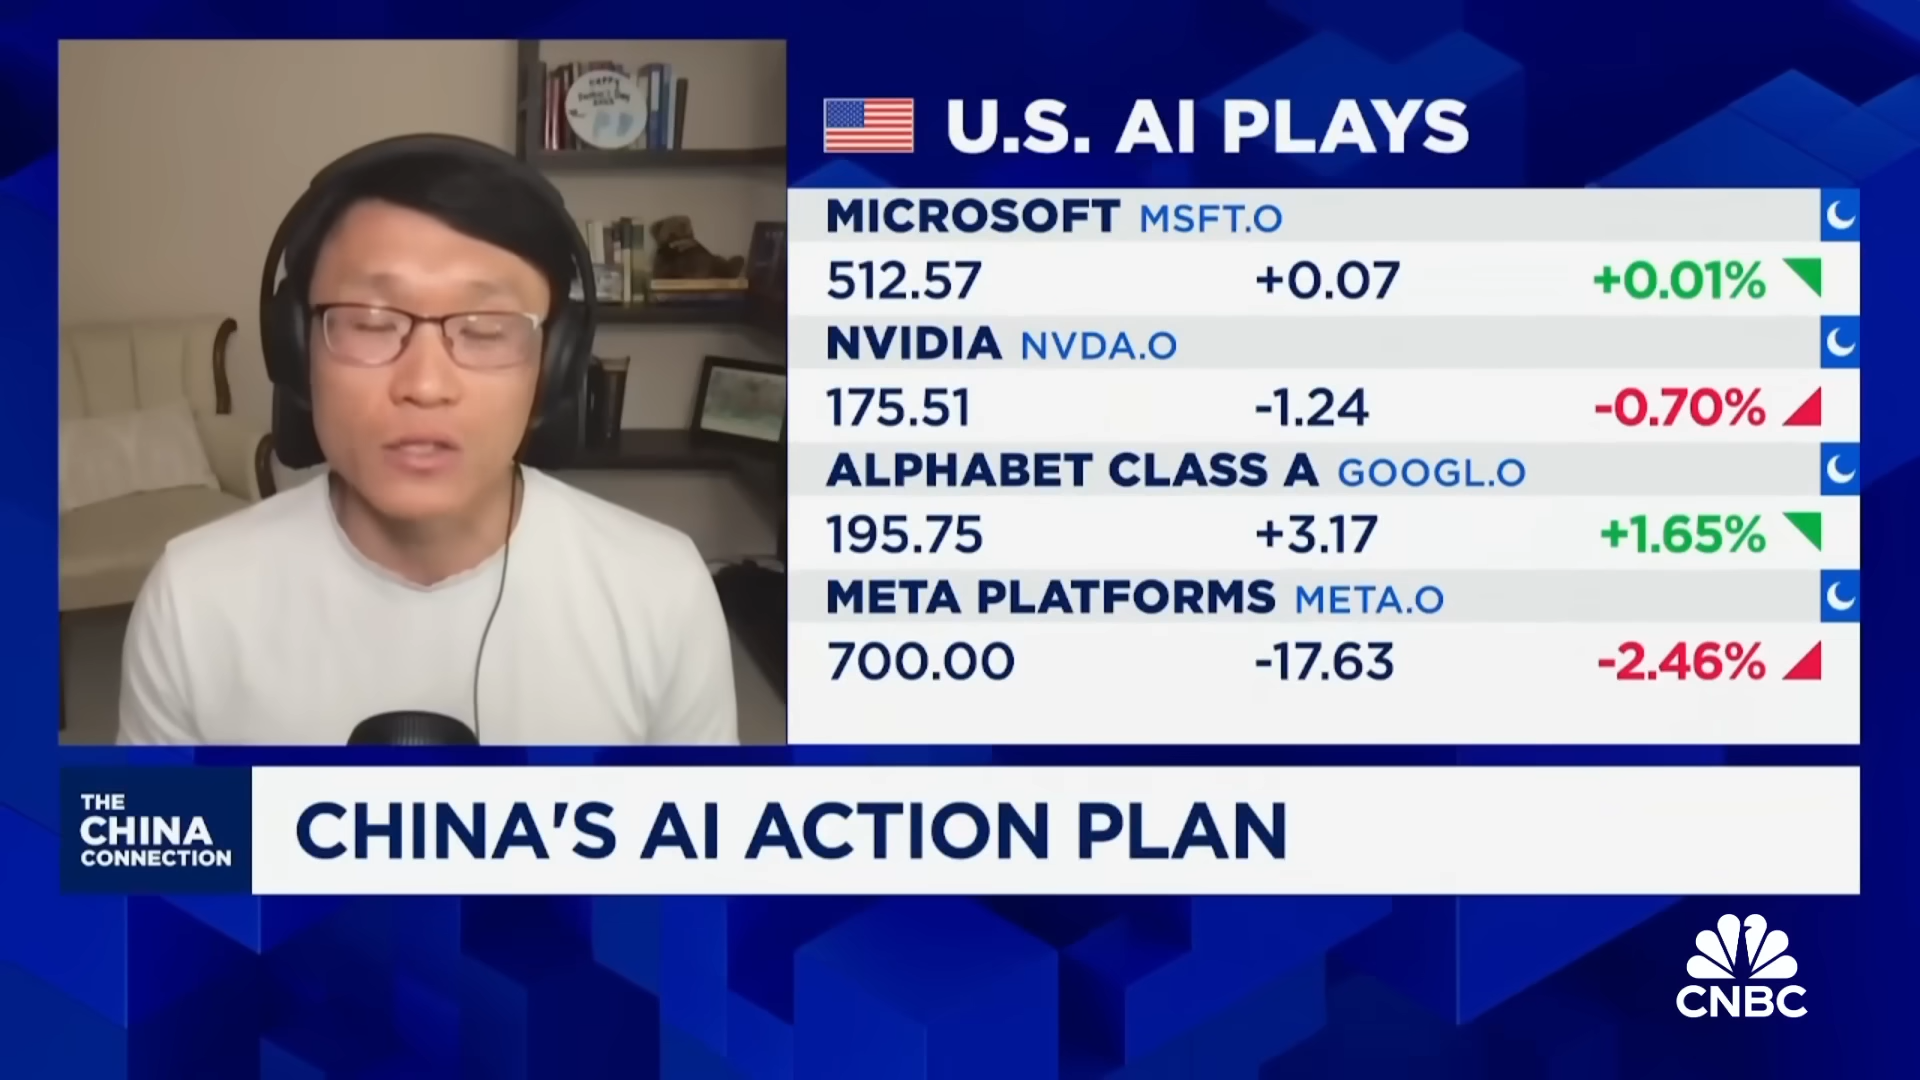 HAPPY
U.S. AI PLAYS
MICROSOFT MSFT.O
512.57 +0.07 +0.01%
NVIDIA NVDA.O
175.51 -1.24 -0.70%
ALPHABET CLASS A GOOGL.O
195.75 +3.17 +1.65%
META PLATFORMS META.O
700.00 -17.63 -2.46%
THE
CHINA
CONNECTION
CHINA'S AI ACTION PLAN
CNBC